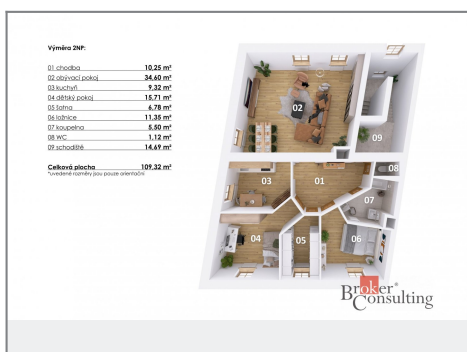 Výměra 2NP:
01 chodba 10,25 m²
02 obývací pokoj 34,60 m²
03 kuchyň 9,32 m²
04 dětský pokoj 15,71 m²
05 šatna 6,78 m²
06 ložnice 11,35 m²
07 koupelna 5,50 m²
08 WC 1,12 m²
09 schodiště 14,69 m²
Celková plocha 109,32 m²
*uvedené rozměry jsou pouze orientační
02
09
08
03
01
07
04
05
06
Broker
Consulting